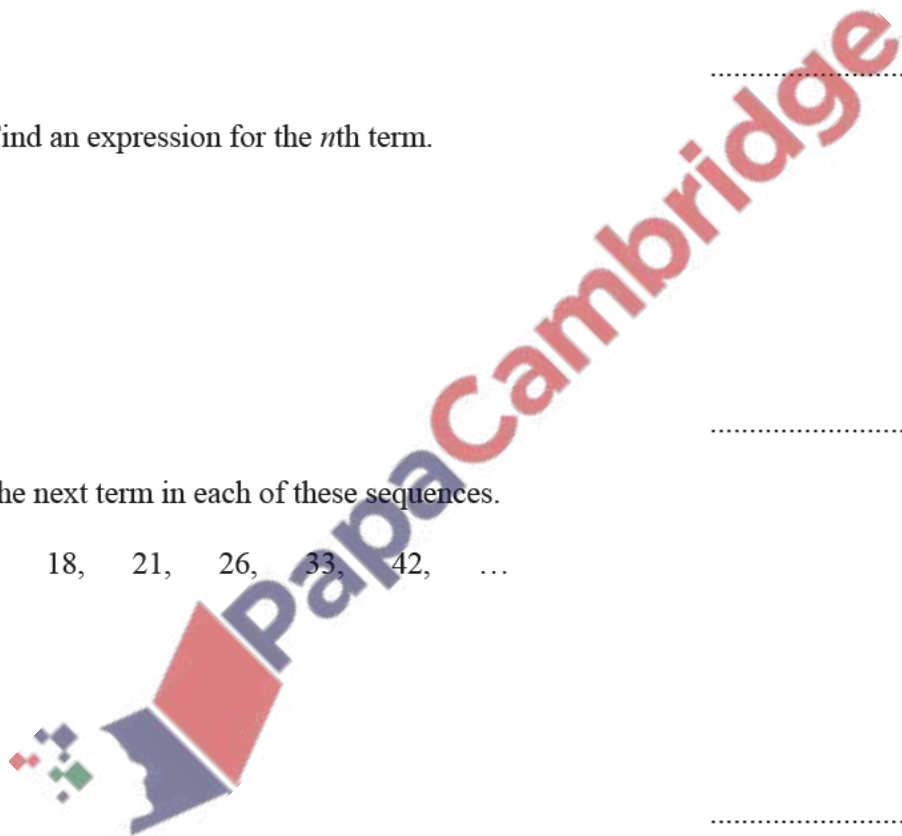 ind an expression for the nth term.
he next term in each of these sequences.
18, 21, 26, 33, 42, ...
PapaCambridge